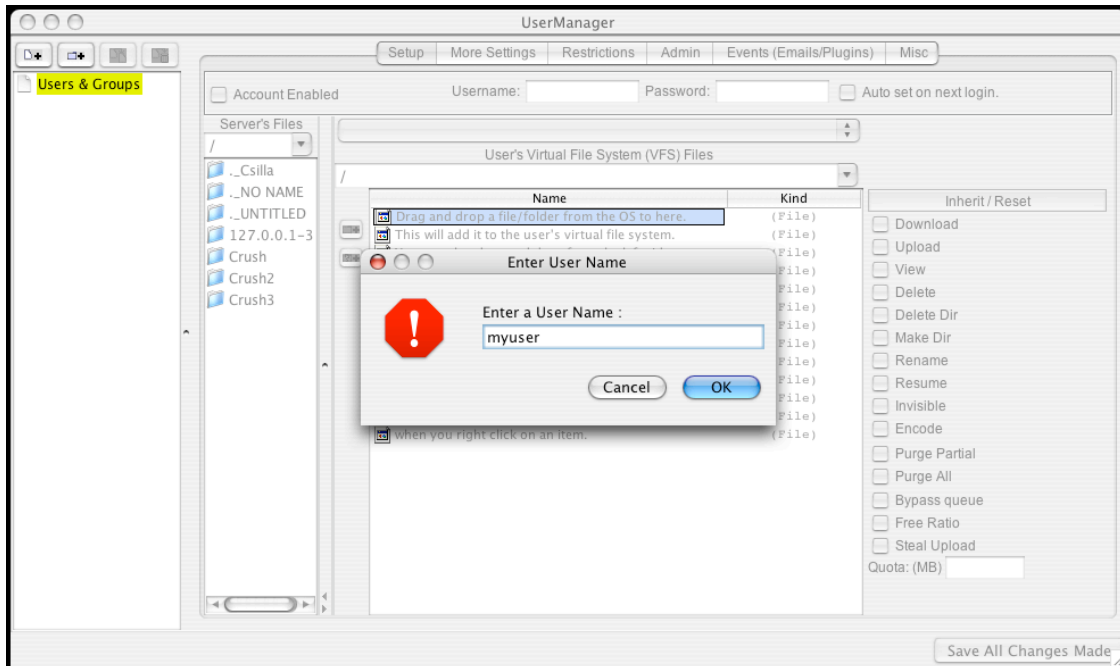 UserManager
Setup More Settings Restrictions Admin Events (Emails/Plugins) Misc
Users & Groups
Account Enabled Username: Password: Auto set on next login.
Server's Files
/
._Csilla
._NO NAME
._UNTITLED
127.0.0.1-3
Crush
Crush2
Crush3
User's Virtual File System (VFS) Files
/
Name Kind
Drag and drop a file/folder from the OS to here. (File)
This will add it to the user's virtual file system. (File)
(File)
File)
File)
File)
File)
File)
File)
File)
File)
File)
when you right click on an item. (File)
Enter User Name
Enter a User Name :
myuser
Cancel OK
Inherit / Reset
Download
Upload
View
Delete
Delete Dir
Make Dir
Rename
Resume
Invisible
Encode
Purge Partial
Purge All
Bypass queue
Free Ratio
Steal Upload
Quota: (MB)
Save All Changes Made